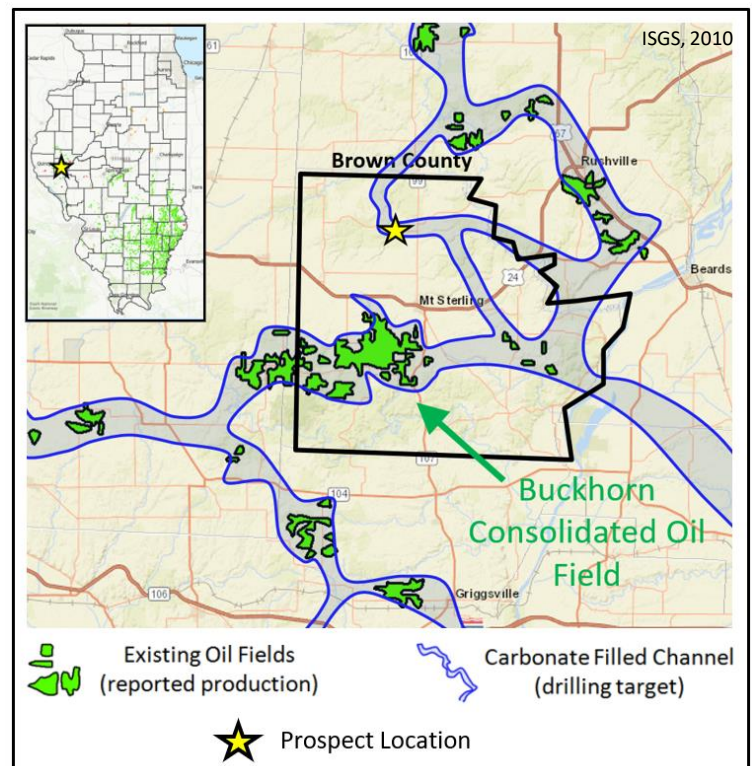 ISGS, 2010
61
67
Rushville
Brown County
99
24
Beards
Mt Sterling
Buckhorn
Consolidated Oil
Field
107
104
106
Griggsville
Existing Oil Fields
(reported production)
Carbonate Filled Channel
(drilling target)
Prospect Location